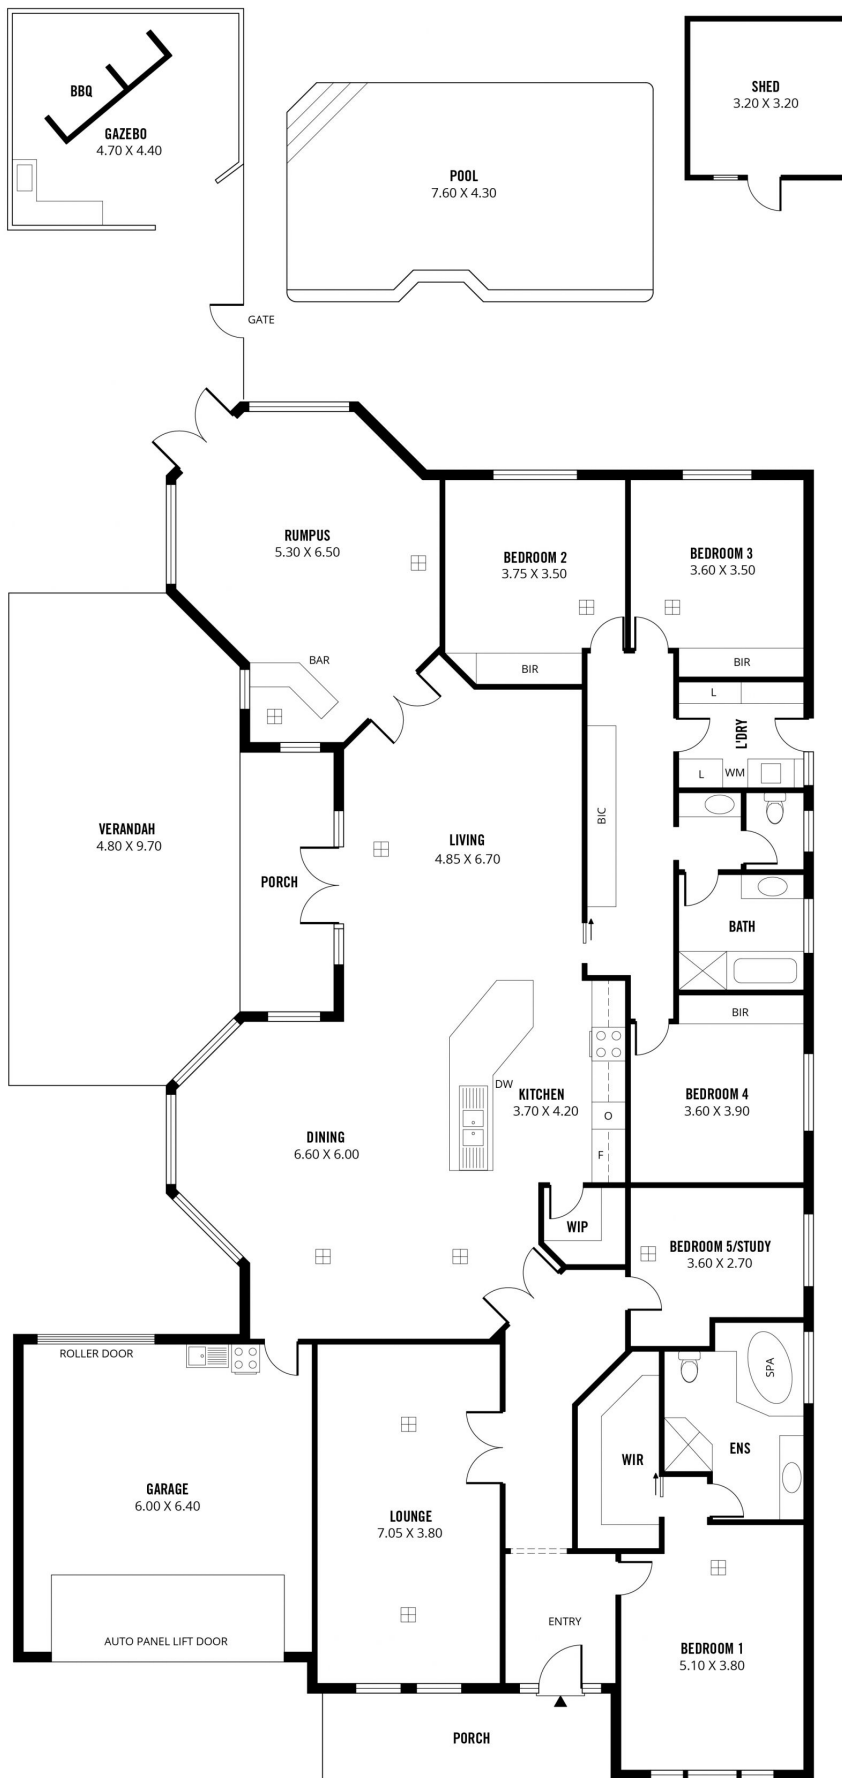 BBQ
GAZEBO
4.70 X 4.40
SHED
3.20 X 3.20
POOL
7.60 X 4.30
GATE
RUMPUS
5.30 X 6.50
BEDROOM 2
3.75 X 3.50
BEDROOM 3
3.60 X 3.50
BAR
BIR
BIR
L
L'DRY
L
WM
VERANDAH
4.80 X 9.70
PORCH
LIVING
4.85 X 6.70
BIC
BATH
BIR
DW
KITCHEN
3.70 X 4.20
BEDROOM 4
3.60 X 3.90
O
F
DINING
6.60 X 6.00
WIP
BEDROOM 5/STUDY
3.60 X 2.70
ROLLER DOOR
SPA
ENS
WIR
GARAGE
6.00 X 6.40
LOUNGE
7.05 X 3.80
AUTO PANEL LIFT DOOR
ENTRY
BEDROOM 1
5.10 X 3.80
PORCH